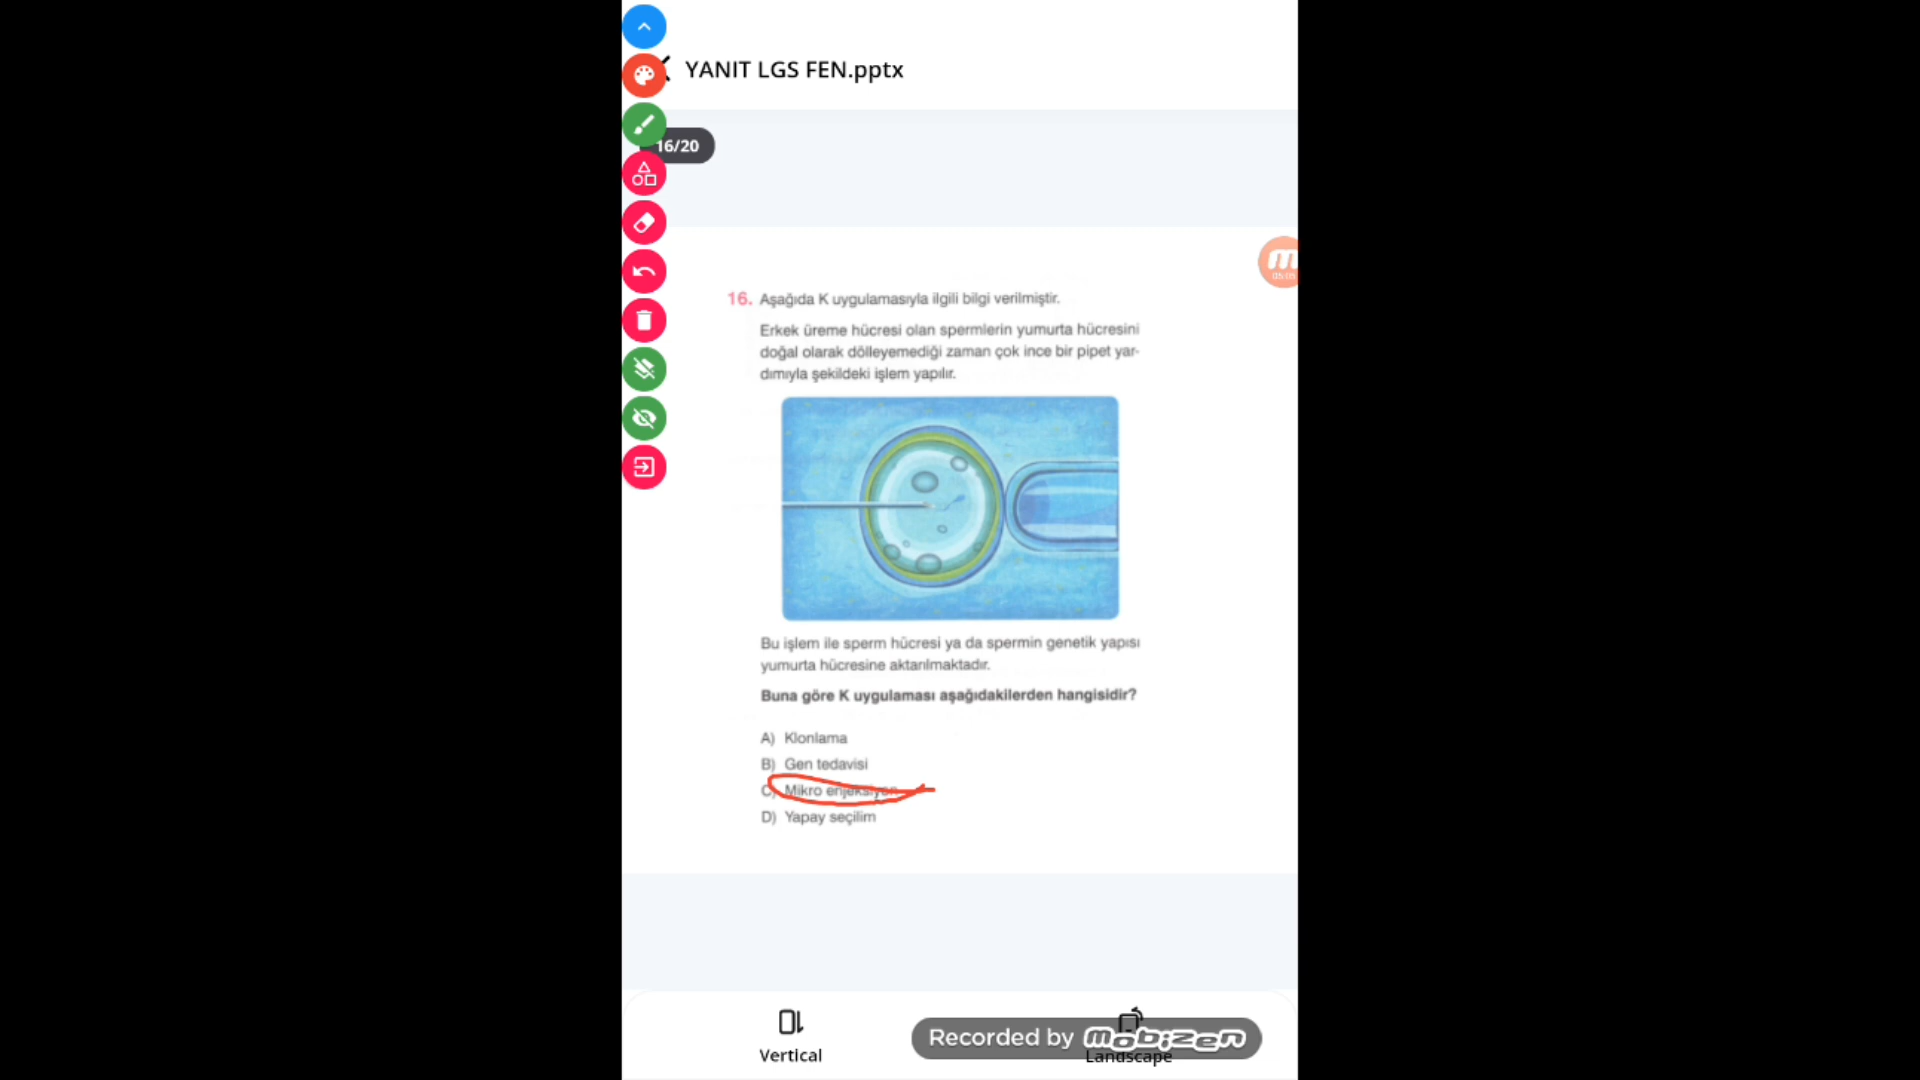 YANIT LGS FEN.pptx
16/20
16. Aşağıda K uygulamasıyla ilgili bilgi verilmiştir.
Erkek üreme hücresi olan spermlerin yumurta hücresini
doğal olarak dölleyemediği zaman çok ince bir pipet yar-
dımıyla şekildeki işlem yapılır.
Bu işlem ile sperm hücresi ya da spermin genetik yapısı
yumurta hücresine aktarılmaktadır.
Buna göre K uygulaması aşağıdakilerden hangisidir?
A) Klonlama
B) Gen tedavisi
C) Mikro enjeksiyon
D) Yapay seçilim
Vertical
Landscape
Recorded by mobizen